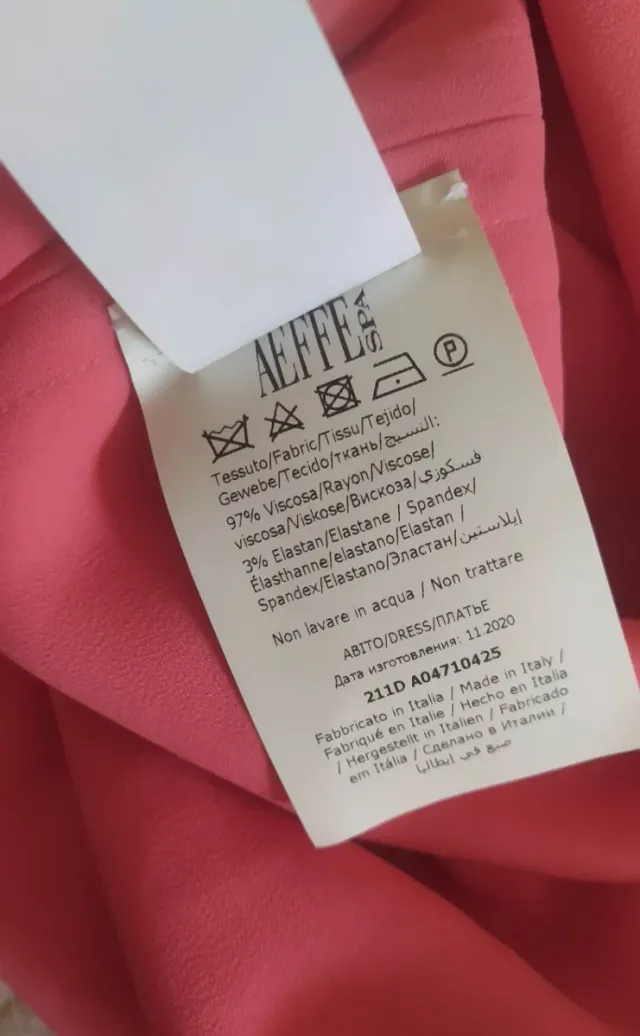 AEFFE SPA
P
Tessuto/Fabric/Tissu/Tejido/
Gewebe/Tecido/ткань/النسيج:
97% Viscosa/Rayon/Viscose/
viscosa/Viskose/Вискоза/فسكوزي
3% Elastan/Elastane / Spandex/
Élasthanne/elastano/Elastan /
Spandex/Elastano/Эластан/إيلاستين
Non lavare in acqua / Non trattare
ABITO/DRESS/ПЛАТЬЕ
Дата изготовления: 11.2020
211D A04710425
Fabbricato in Italia / Made in Italy /
Fabriqué en Italie / Hecho en Italia
/ Hergestellt in Italien / Fabricado
em Itália / Сделано в Италии /
صنع في إيطاليا